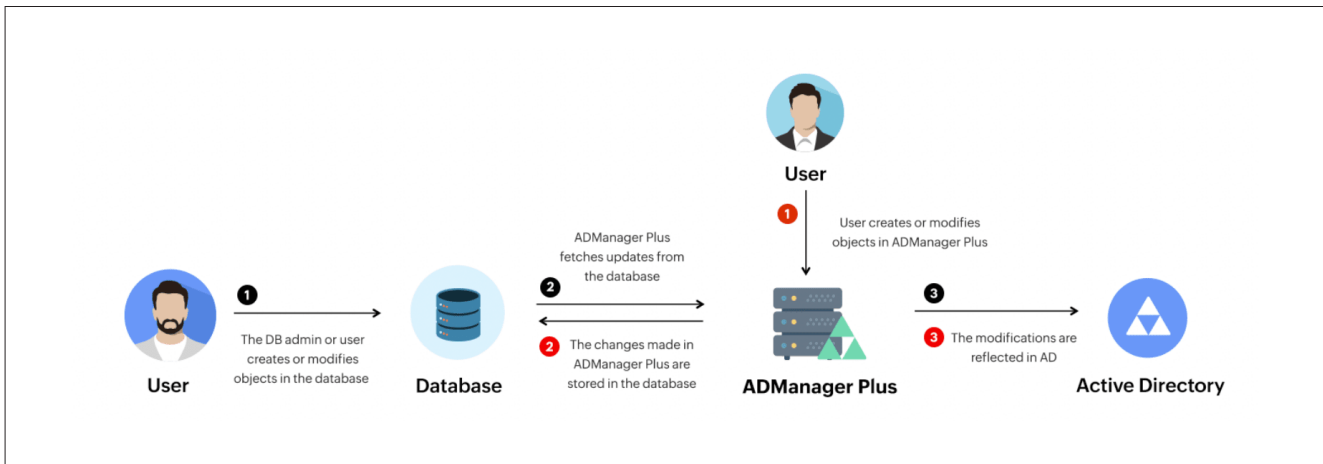 User
1
User creates or modifies
objects in ADManager Plus
ADManager Plus
fetches updates from
the database
1
2
3
The DB admin or user
creates or modifies
objects in the database
2
The changes made in
ADManager Plus are
stored in the database
3
The modifications are
reflected in AD
User
Database
ADManager Plus
Active Directory